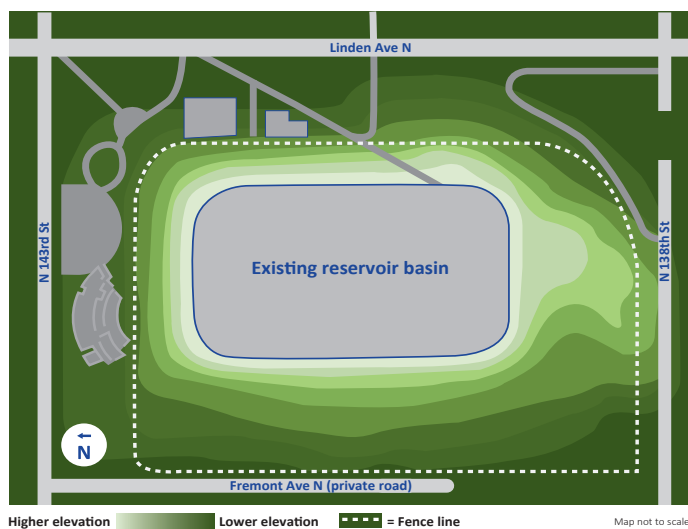 Linden Ave N
N 143rd St
Existing reservoir basin
N 138th St
N
Fremont Ave N (private road)
Higher elevation
Lower elevation
= Fence line
Map not to scale